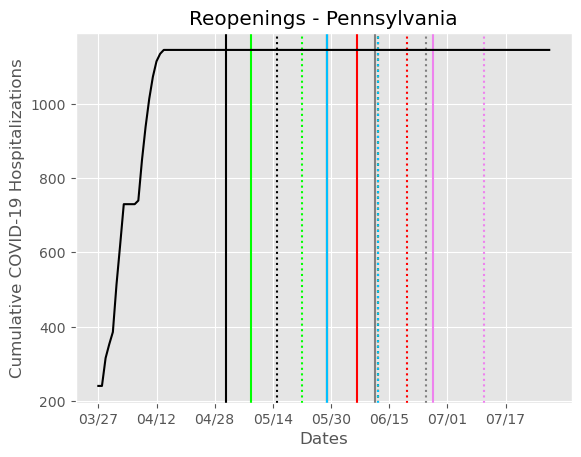 Reopenings - Pennsylvania
Cumulative COVID-19 Hospitalizations
1000
800
600
400
200
03/27 04/12 04/28 05/14 05/30 06/15 07/01 07/17
Dates